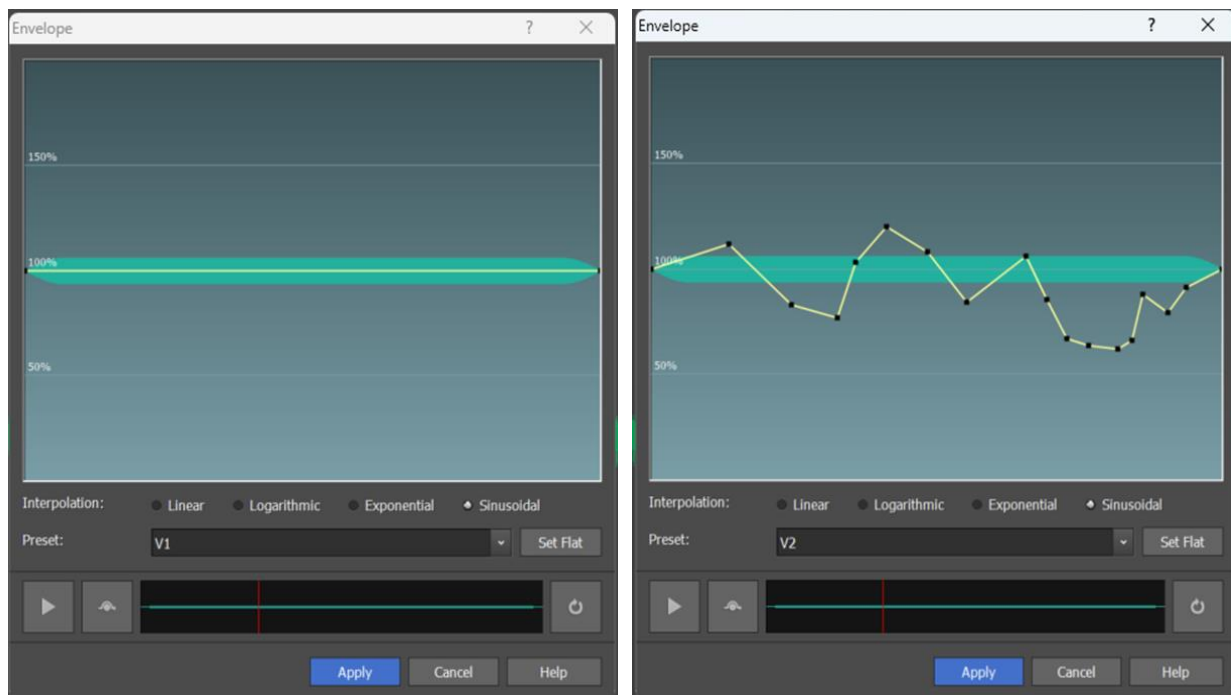 Envelope ? ×
150%
100%
50%
Interpolation: Linear Logarithmic Exponential Sinusoidal
Preset: V1 Set Flat
Apply Cancel Help
Envelope ? ×
150%
100%
50%
Interpolation: Linear Logarithmic Exponential Sinusoidal
Preset: V2 Set Flat
Apply Cancel Help